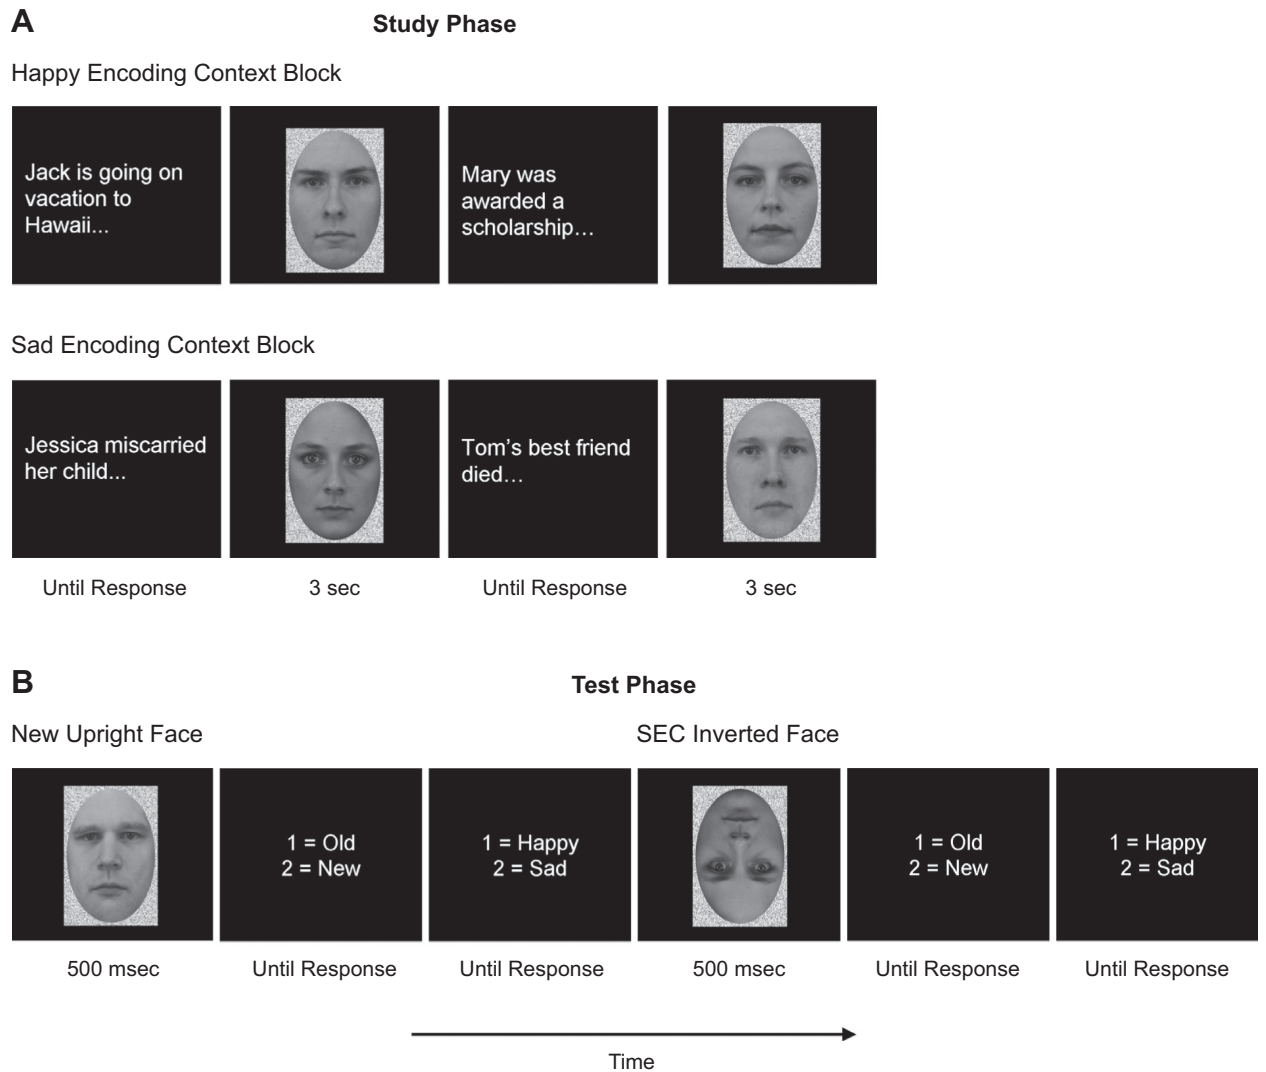 A
Study Phase
Happy Encoding Context Block
Jack is going on
vacation to
Hawaii...
Mary was
awarded a
scholarship…
Sad Encoding Context Block
Jessica miscarried
her child...
Tom’s best friend
died…
Until Response
3 sec
Until Response
3 sec
B
Test Phase
New Upright Face
SEC Inverted Face
1 = Old
2 = New
1 = Happy
2 = Sad
1 = Old
2 = New
1 = Happy
2 = Sad
500 msec
Until Response
Until Response
500 msec
Until Response
Until Response
Time